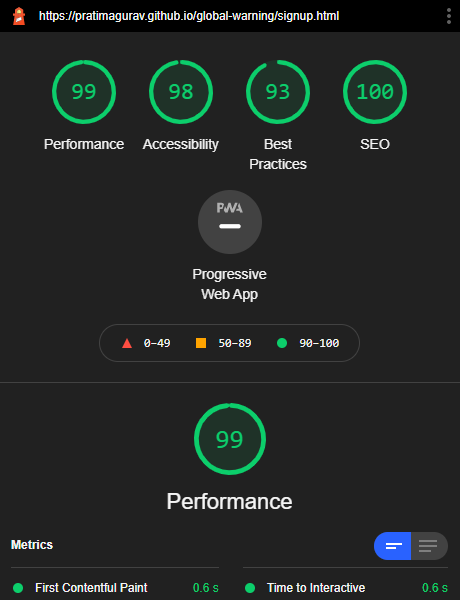 https://pratimagurav.github.io/global-warning/signup.html
99 98 93 100
Performance Accessibility Best Practices SEO
PWA
Progressive
Web App
0–49 50–89 90–100
99
Performance
Metrics
First Contentful Paint 0.6 s Time to Interactive 0.6 s